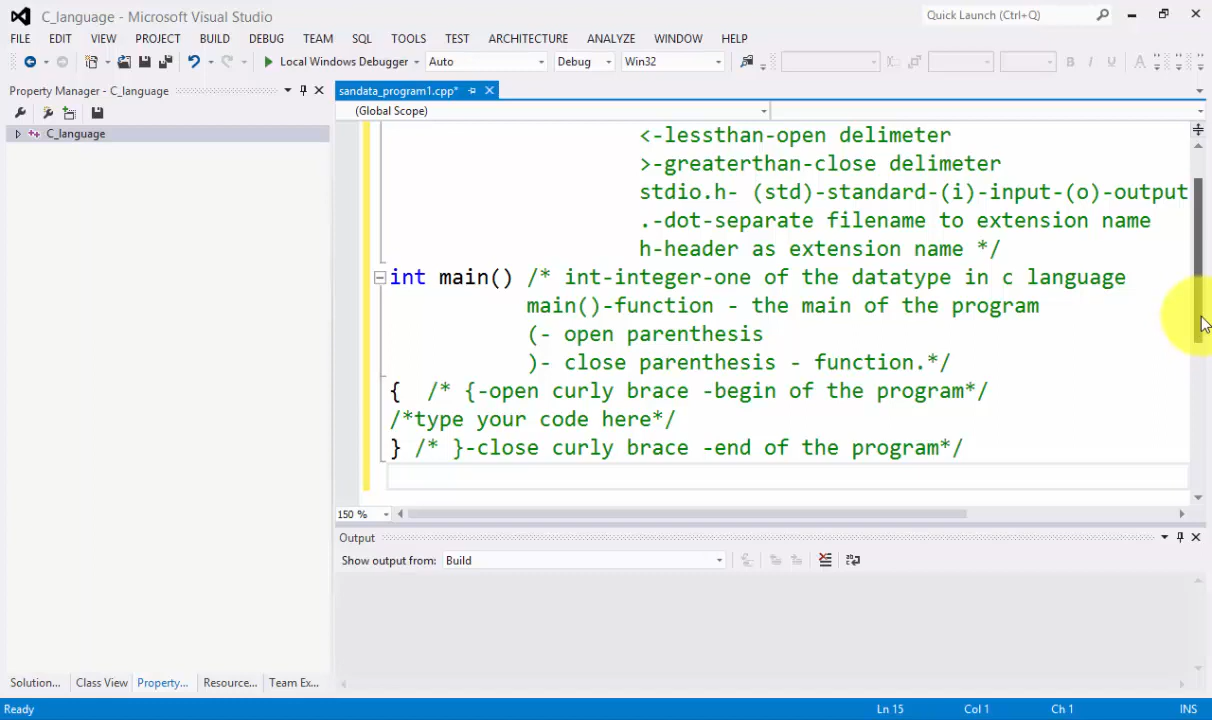 C_language - Microsoft Visual Studio
Quick Launch (Ctrl+Q)
FILE EDIT VIEW PROJECT BUILD DEBUG TEAM SQL TOOLS TEST ARCHITECTURE ANALYZE WINDOW HELP
Local Windows Debugger Auto Debug Win32
Property Manager - C_language
C_language
sandata_program1.cpp*
(Global Scope)
<-lessthan-open delimeter
>-greaterthan-close delimeter
stdio.h- (std)-standard-(i)-input-(o)-output
.-dot-separate filename to extension name
h-header as extension name */
int main() /* int-integer-one of the datatype in c language
main()-function - the main of the program
(- open parenthesis
)- close parenthesis - function.*/
{ /* {-open curly brace -begin of the program*/
/*type your code here*/
} /* }-close curly brace -end of the program*/
150 %
Output
Show output from: Build
Solution... Class View Property... Resource... Team Ex...
Ready Ln 15 Col 1 Ch 1 INS